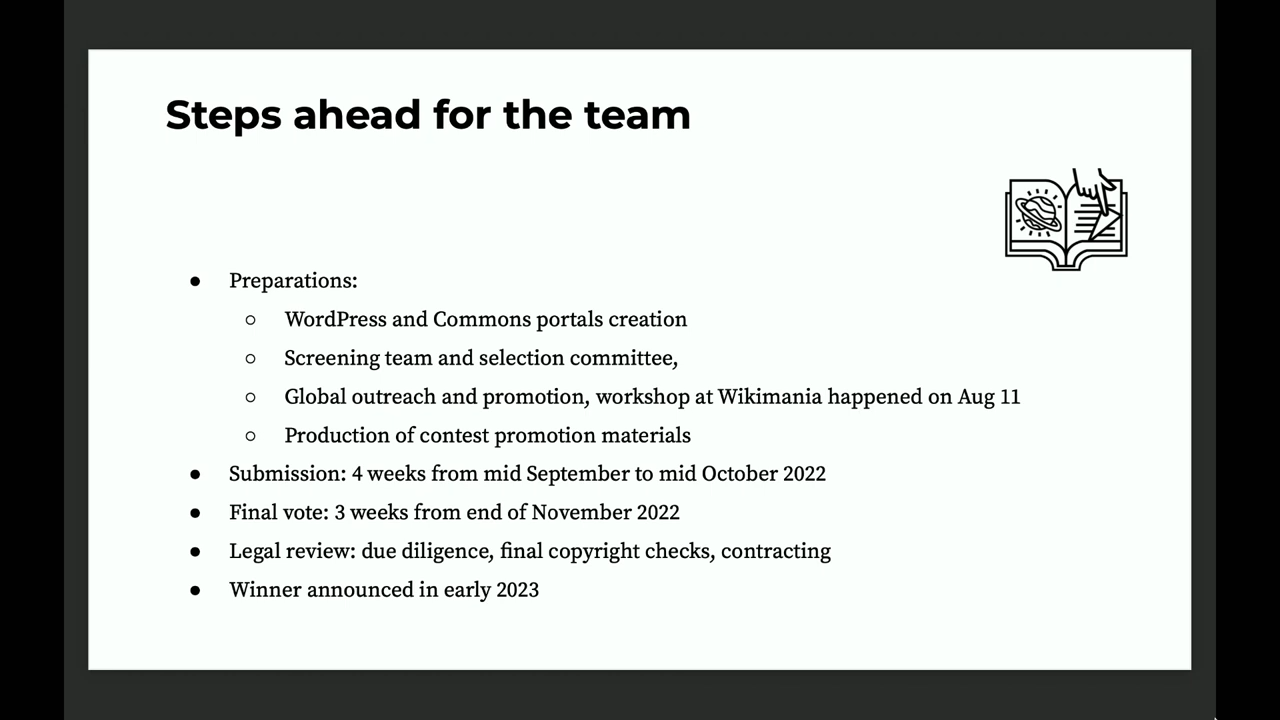 Steps ahead for the team
● Preparations:
○ WordPress and Commons portals creation
○ Screening team and selection committee,
○ Global outreach and promotion, workshop at Wikimania happened on Aug 11
○ Production of contest promotion materials
● Submission: 4 weeks from mid September to mid October 2022
● Final vote: 3 weeks from end of November 2022
● Legal review: due diligence, final copyright checks, contracting
● Winner announced in early 2023